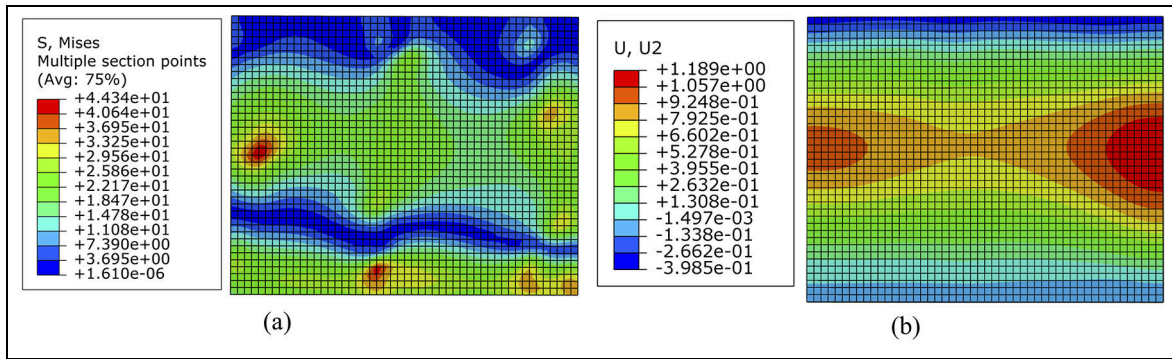 S, Mises
Multiple section points
(Avg: 75%)
+4.434e+01
+4.064e+01
+3.695e+01
+3.325e+01
+2.956e+01
+2.586e+01
+2.217e+01
+1.847e+01
+1.478e+01
+1.108e+01
+7.390e+00
+3.695e+00
+1.610e-06
(a)
U, U2
+1.189e+00
+1.057e+00
+9.248e-01
+7.925e-01
+6.602e-01
+5.278e-01
+3.955e-01
+2.632e-01
+1.308e-01
-1.497e-03
-1.338e-01
-2.662e-01
-3.985e-01
(b)